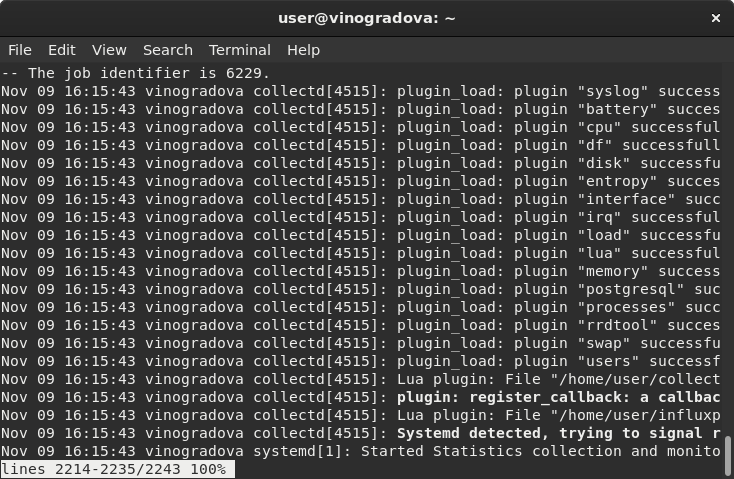 user@vinogradova: ~
×
File Edit View Search Terminal Help
-- The job identifier is 6229.
Nov 09 16:15:43 vinogradova collectd[4515]: plugin_load: plugin "syslog" success
Nov 09 16:15:43 vinogradova collectd[4515]: plugin_load: plugin "battery" succes
Nov 09 16:15:43 vinogradova collectd[4515]: plugin_load: plugin "cpu" successful
Nov 09 16:15:43 vinogradova collectd[4515]: plugin_load: plugin "df" successfull
Nov 09 16:15:43 vinogradova collectd[4515]: plugin_load: plugin "disk" successfu
Nov 09 16:15:43 vinogradova collectd[4515]: plugin_load: plugin "entropy" succes
Nov 09 16:15:43 vinogradova collectd[4515]: plugin_load: plugin "interface" succ
Nov 09 16:15:43 vinogradova collectd[4515]: plugin_load: plugin "irq" successful
Nov 09 16:15:43 vinogradova collectd[4515]: plugin_load: plugin "load" successfu
Nov 09 16:15:43 vinogradova collectd[4515]: plugin_load: plugin "lua" successful
Nov 09 16:15:43 vinogradova collectd[4515]: plugin_load: plugin "memory" success
Nov 09 16:15:43 vinogradova collectd[4515]: plugin_load: plugin "postgresql" suc
Nov 09 16:15:43 vinogradova collectd[4515]: plugin_load: plugin "processes" succ
Nov 09 16:15:43 vinogradova collectd[4515]: plugin_load: plugin "rrdtool" succes
Nov 09 16:15:43 vinogradova collectd[4515]: plugin_load: plugin "swap" successfu
Nov 09 16:15:43 vinogradova collectd[4515]: plugin_load: plugin "users" successf
Nov 09 16:15:43 vinogradova collectd[4515]: Lua plugin: File "/home/user/collect
Nov 09 16:15:43 vinogradova collectd[4515]: plugin: register_callback: a callbac
Nov 09 16:15:43 vinogradova collectd[4515]: Lua plugin: File "/home/user/influxp
Nov 09 16:15:43 vinogradova collectd[4515]: Systemd detected, trying to signal r
Nov 09 16:15:43 vinogradova systemd[1]: Started Statistics collection and monito
lines 2214-2235/2243 100%